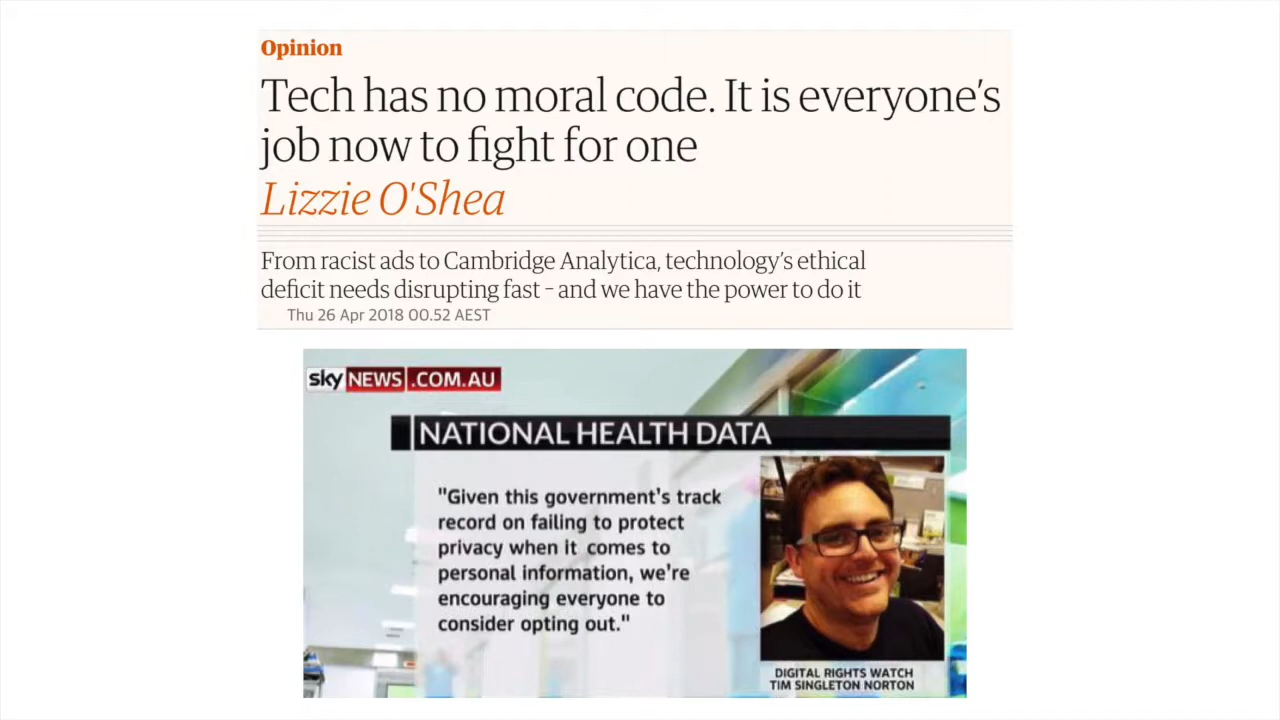 Opinion
Tech has no moral code. It is everyone’s
job now to fight for one
Lizzie O'Shea
From racist ads to Cambridge Analytica, technology’s ethical
deficit needs disrupting fast – and we have the power to do it
Thu 26 Apr 2018 00.52 AEST
sky NEWS .COM.AU
NATIONAL HEALTH DATA
"Given this government's track
record on failing to protect
privacy when it comes to
personal information, we're
encouraging everyone to
consider opting out."
DIGITAL RIGHTS WATCH
TIM SINGLETON NORTON